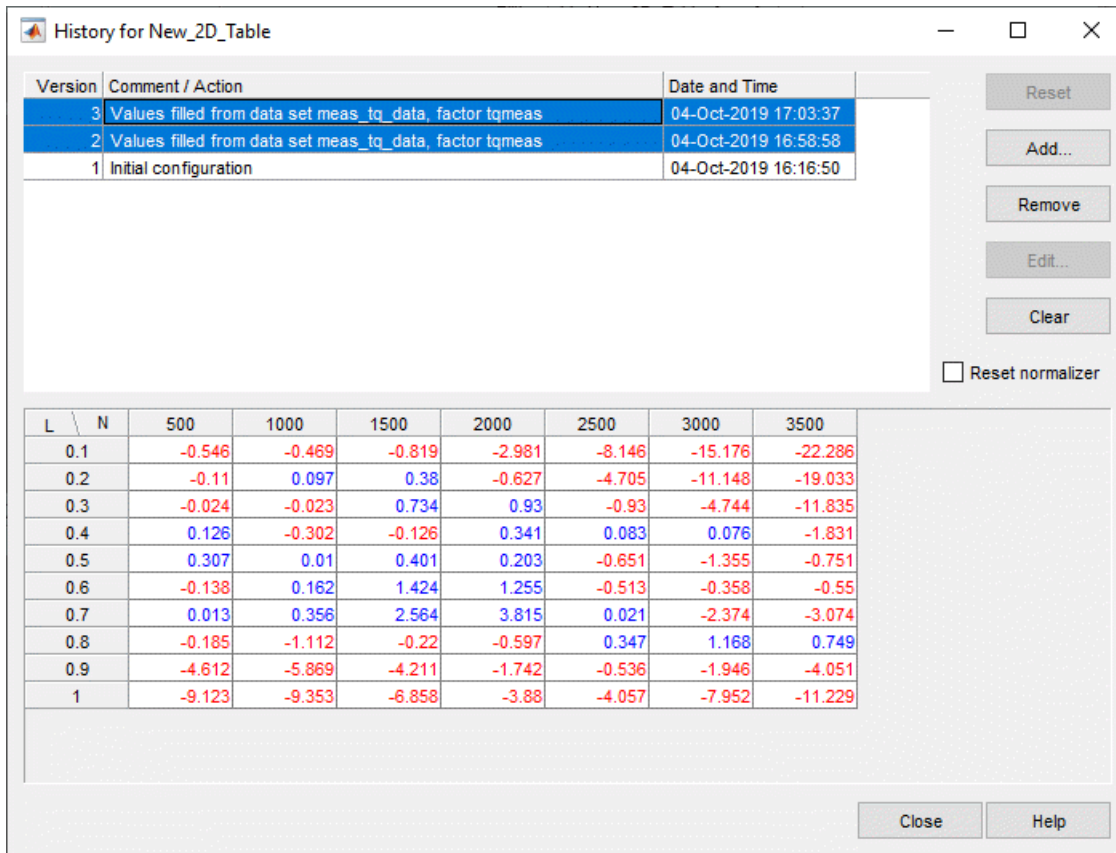 History for New_2D_Table
Version Comment / Action Date and Time
3 Values filled from data set meas_tq_data, factor tqmeas 04-Oct-2019 17:03:37
2 Values filled from data set meas_tq_data, factor tqmeas 04-Oct-2019 16:58:58
1 Initial configuration 04-Oct-2019 16:16:50
Reset
Add...
Remove
Edit...
Clear
Reset normalizer
L \ N 500 1000 1500 2000 2500 3000 3500
0.1 -0.546 -0.469 -0.819 -2.981 -8.146 -15.176 -22.286
0.2 -0.11 0.097 0.38 -0.627 -4.705 -11.148 -19.033
0.3 -0.024 -0.023 0.734 0.93 -0.93 -4.744 -11.835
0.4 0.126 -0.302 -0.126 0.341 0.083 0.076 -1.831
0.5 0.307 0.01 0.401 0.203 -0.651 -1.355 -0.751
0.6 -0.138 0.162 1.424 1.255 -0.513 -0.358 -0.55
0.7 0.013 0.356 2.564 3.815 0.021 -2.374 -3.074
0.8 -0.185 -1.112 -0.22 -0.597 0.347 1.168 0.749
0.9 -4.612 -5.869 -4.211 -1.742 -0.536 -1.946 -4.051
1 -9.123 -9.353 -6.858 -3.88 -4.057 -7.952 -11.229
Close Help